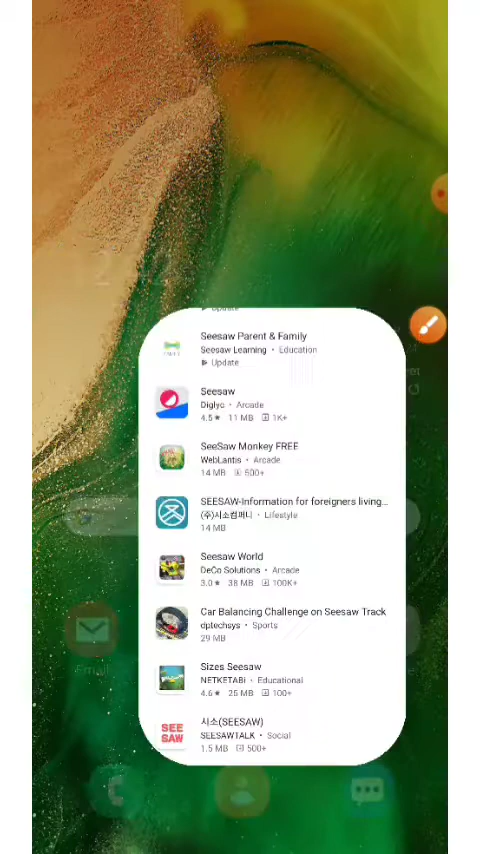 Update
Seesaw Parent & Family
Seesaw Learning • Education
Update
Seesaw
Diglyc • Arcade
4.5★ 11 MB 1K+
SeeSaw Monkey FREE
WebLantis • Arcade
14 MB 500+
SEESAW-Information for foreigners living...
(주)시소컴퍼니 • Lifestyle
14 MB
Seesaw World
DeCo Solutions • Arcade
3.0★ 38 MB 100K+
Car Balancing Challenge on Seesaw Track
dptechsys • Sports
29 MB
Sizes Seesaw
NETKETABi • Educational
4.6★ 25 MB 100+
SEE
SAW
시소(SEESAW)
SEESAWTALK • Social
1.5 MB 500+
Email